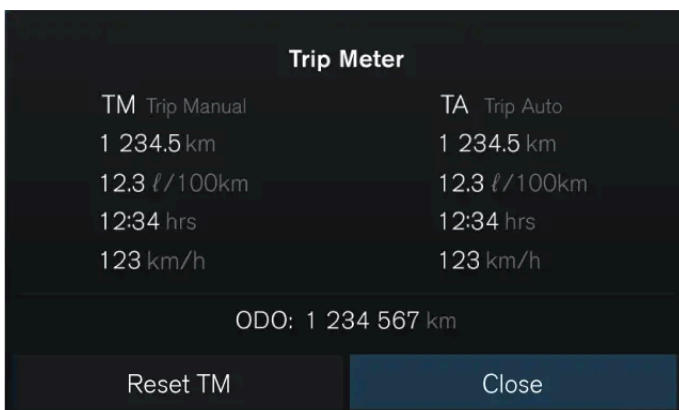 Trip Meter
TM Trip Manual TA Trip Auto
1 234.5 km 1 234.5 km
12.3 ℓ/100km 12.3 ℓ/100km
12:34 hrs 12:34 hrs
123 km/h 123 km/h
ODO: 1 234 567 km
Reset TM Close